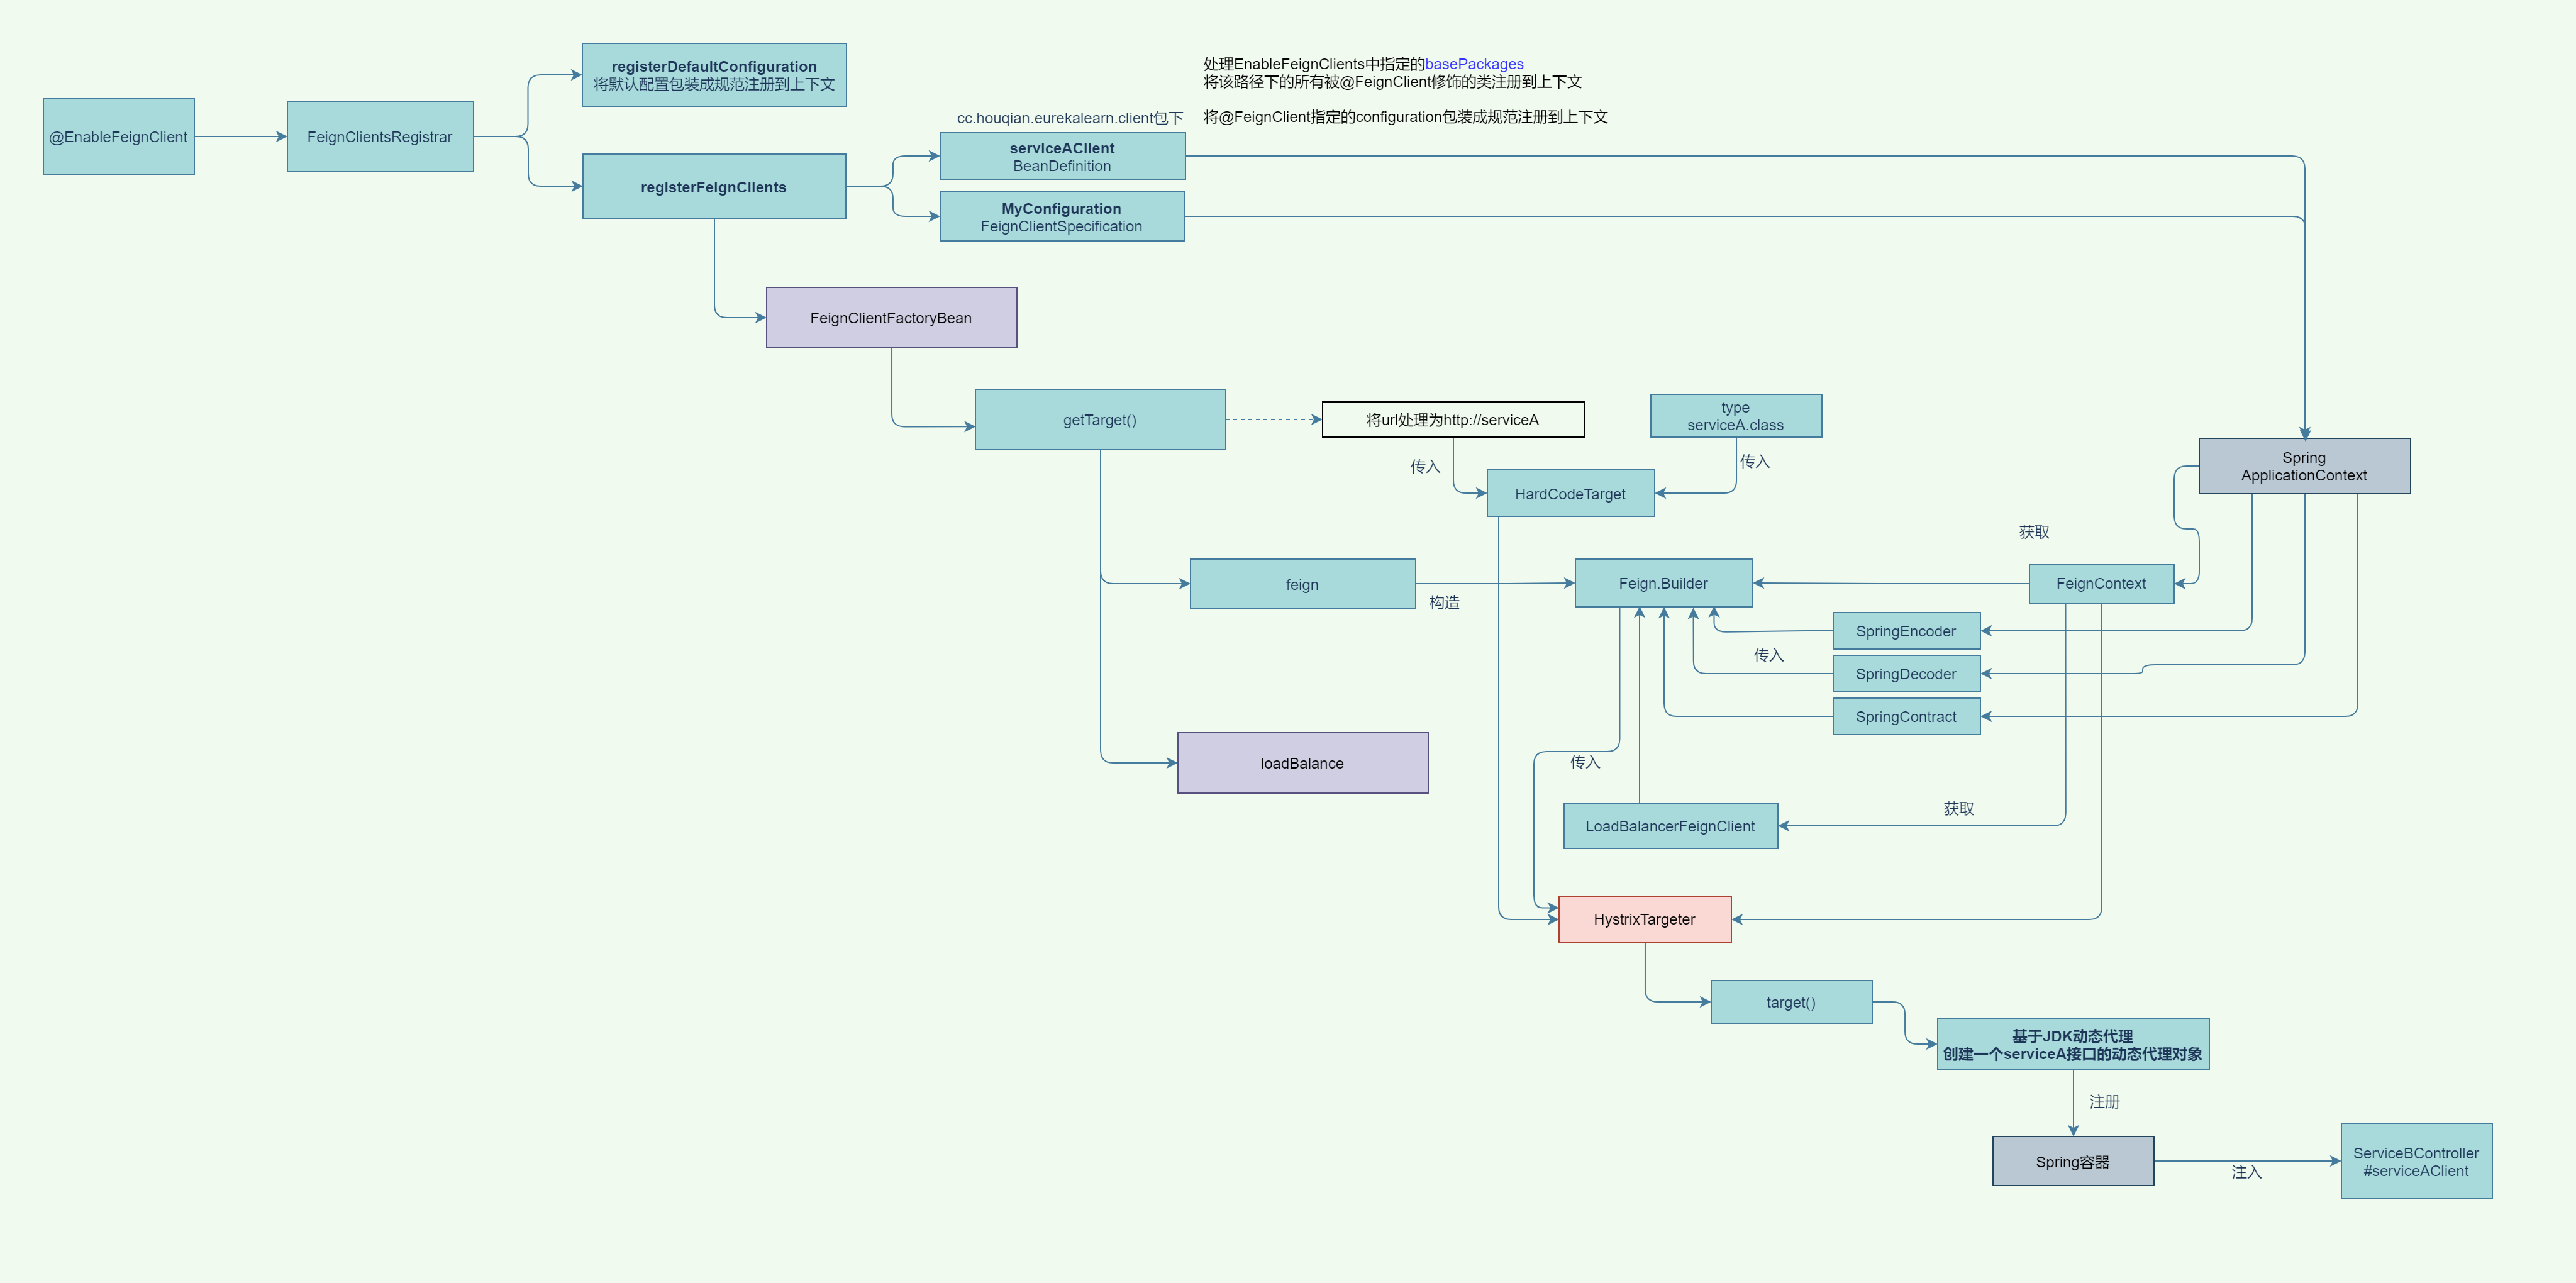 registerDefaultConfiguration
将默认配置包装成规范注册到上下文
处理EnableFeignClients中指定的basePackages
将该路径下的所有被@FeignClient修饰的类注册到上下文
将@FeignClient指定的configuration包装成规范注册到上下文
cc.houqian.eurekalearn.client包下
@EnableFeignClient
FeignClientsRegistrar
registerFeignClients
serviceAClient
BeanDefinition
MyConfiguration
FeignClientSpecification
FeignClientFactoryBean
getTarget()
将url处理为http://serviceA
type
serviceA.class
传入
传入
HardCodeTarget
Spring
ApplicationContext
获取
feign
构造
Feign.Builder
FeignContext
SpringEncoder
传入
SpringDecoder
SpringContract
loadBalance
传入
LoadBalancerFeignClient
获取
HystrixTargeter
target()
基于JDK动态代理
创建一个serviceA接口的动态代理对象
注册
Spring容器
注入
ServiceBController
#serviceAClient